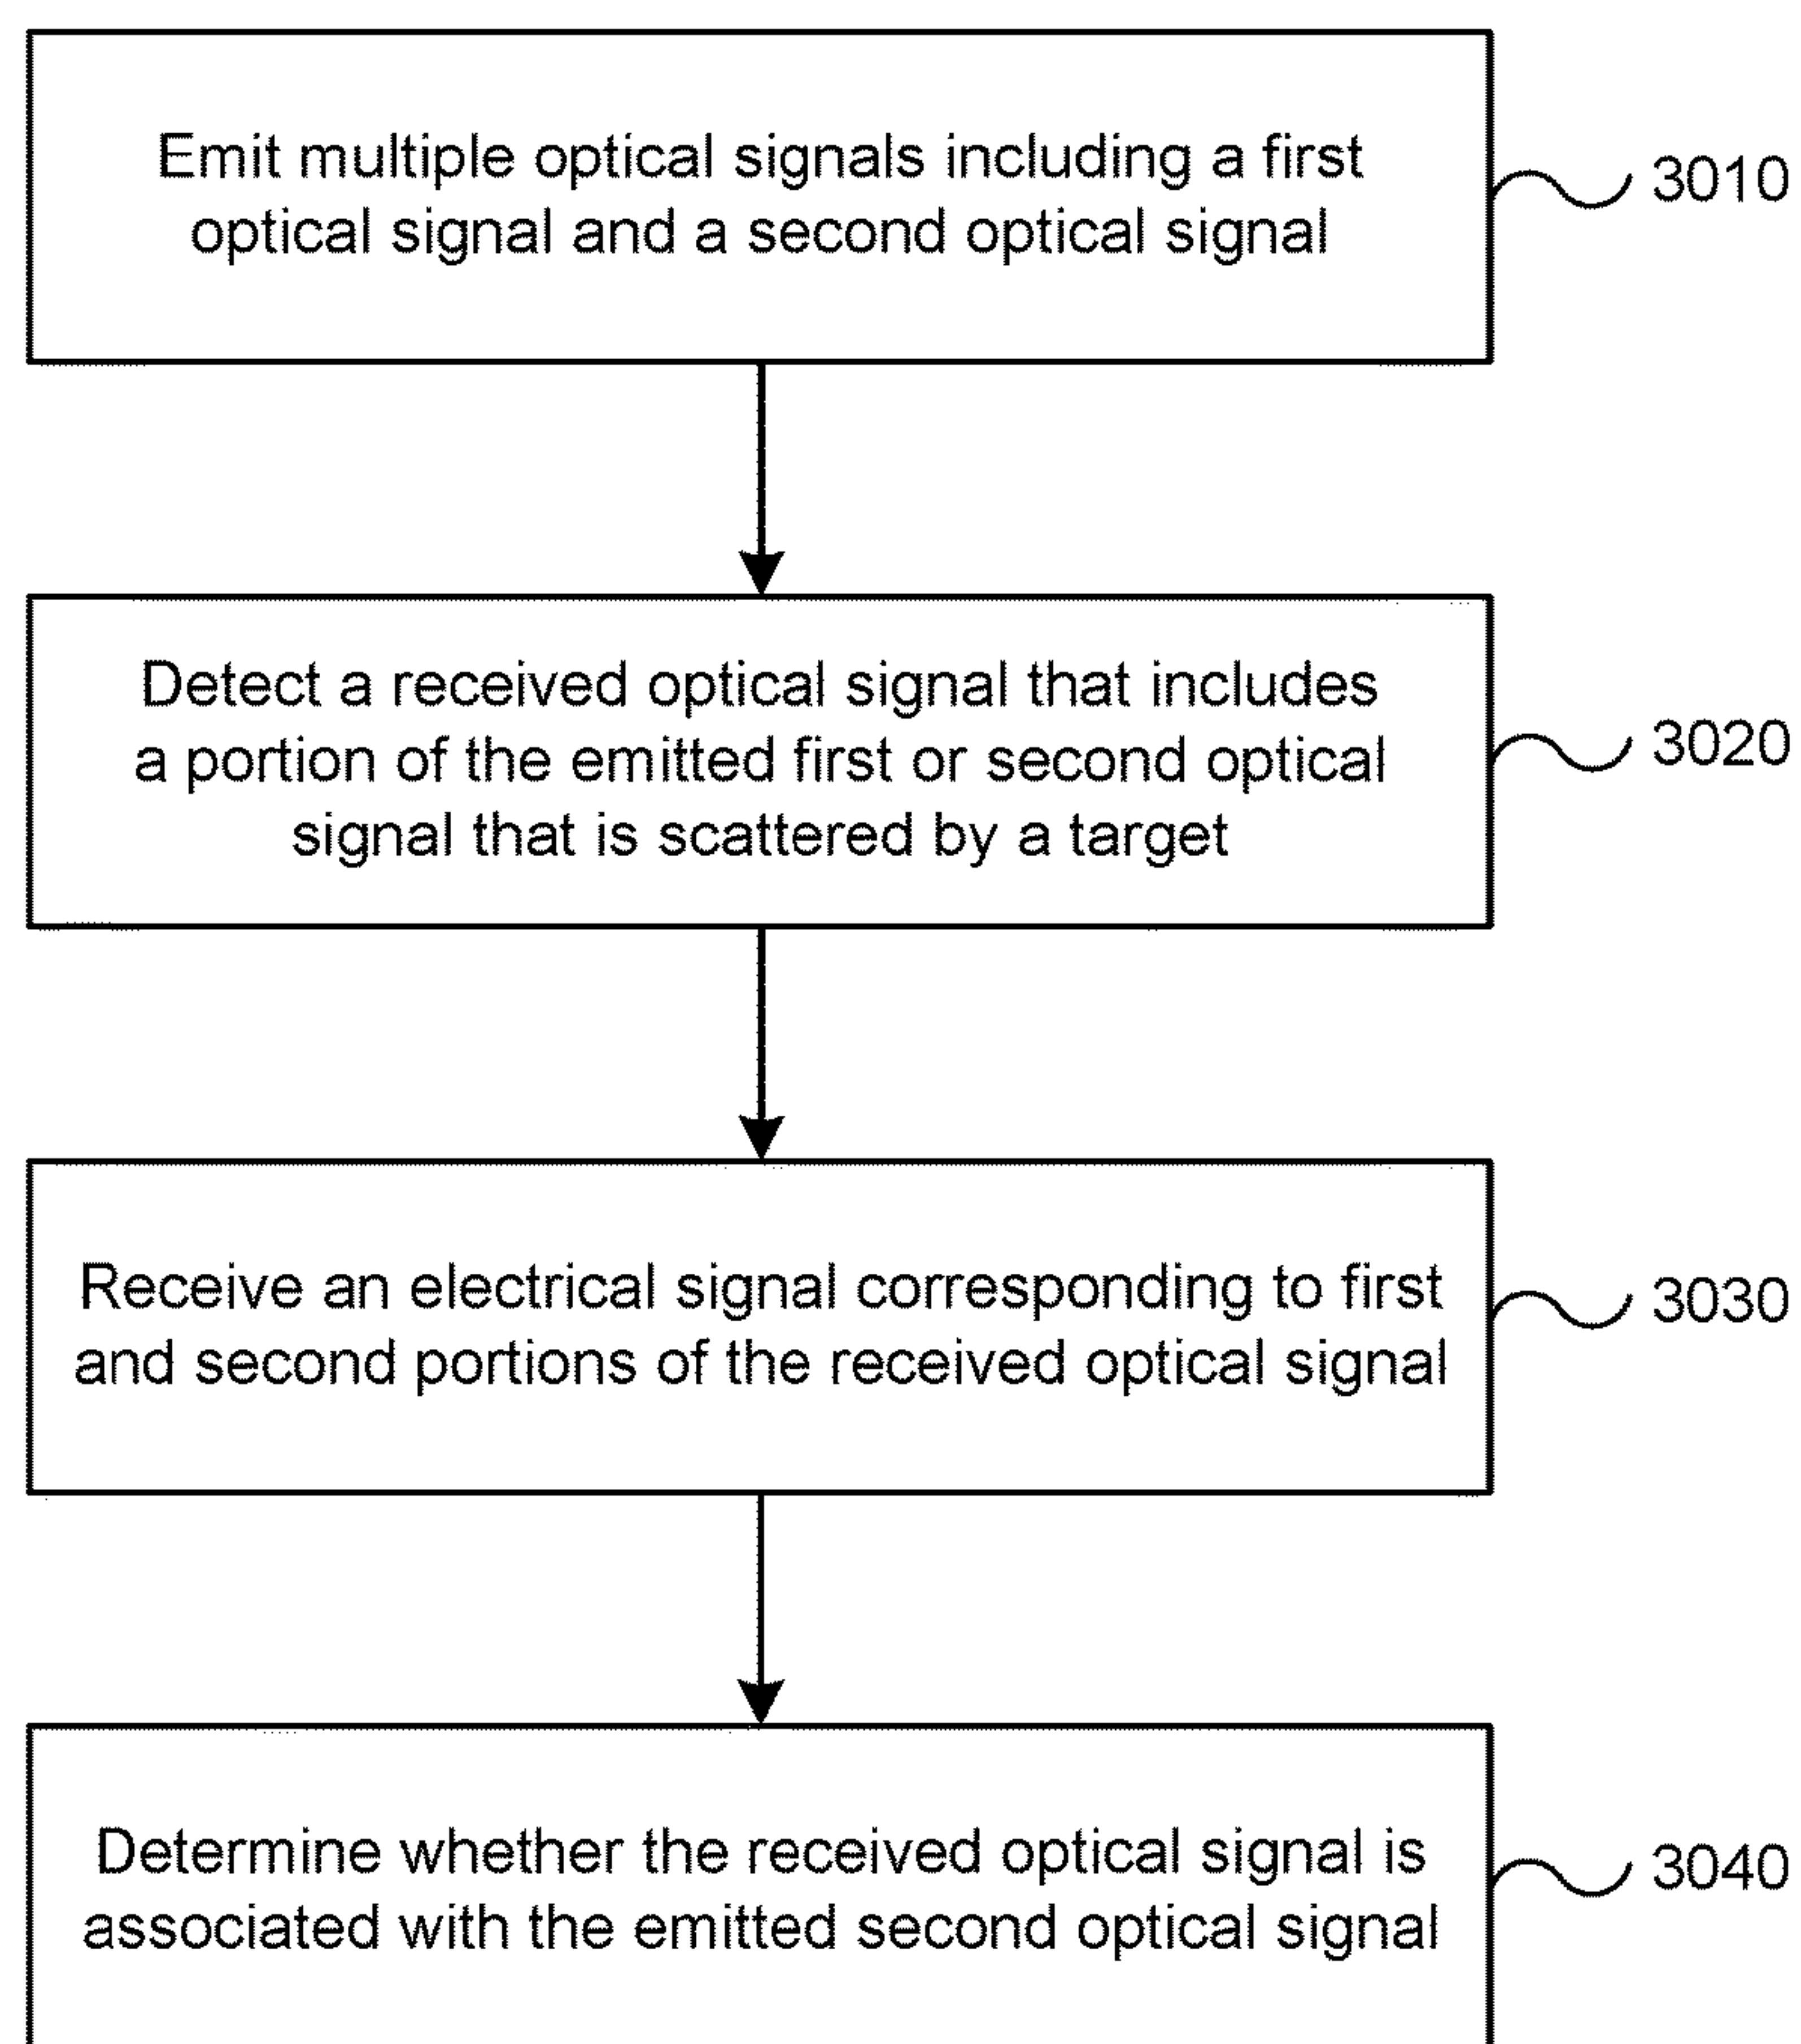 Emit multiple optical signals including a first
optical signal and a second optical signal
3010
Detect a received optical signal that includes
a portion of the emitted first or second optical
signal that is scattered by a target
3020
Receive an electrical signal corresponding to first
and second portions of the received optical signal
3030
Determine whether the received optical signal is
associated with the emitted second optical signal
3040